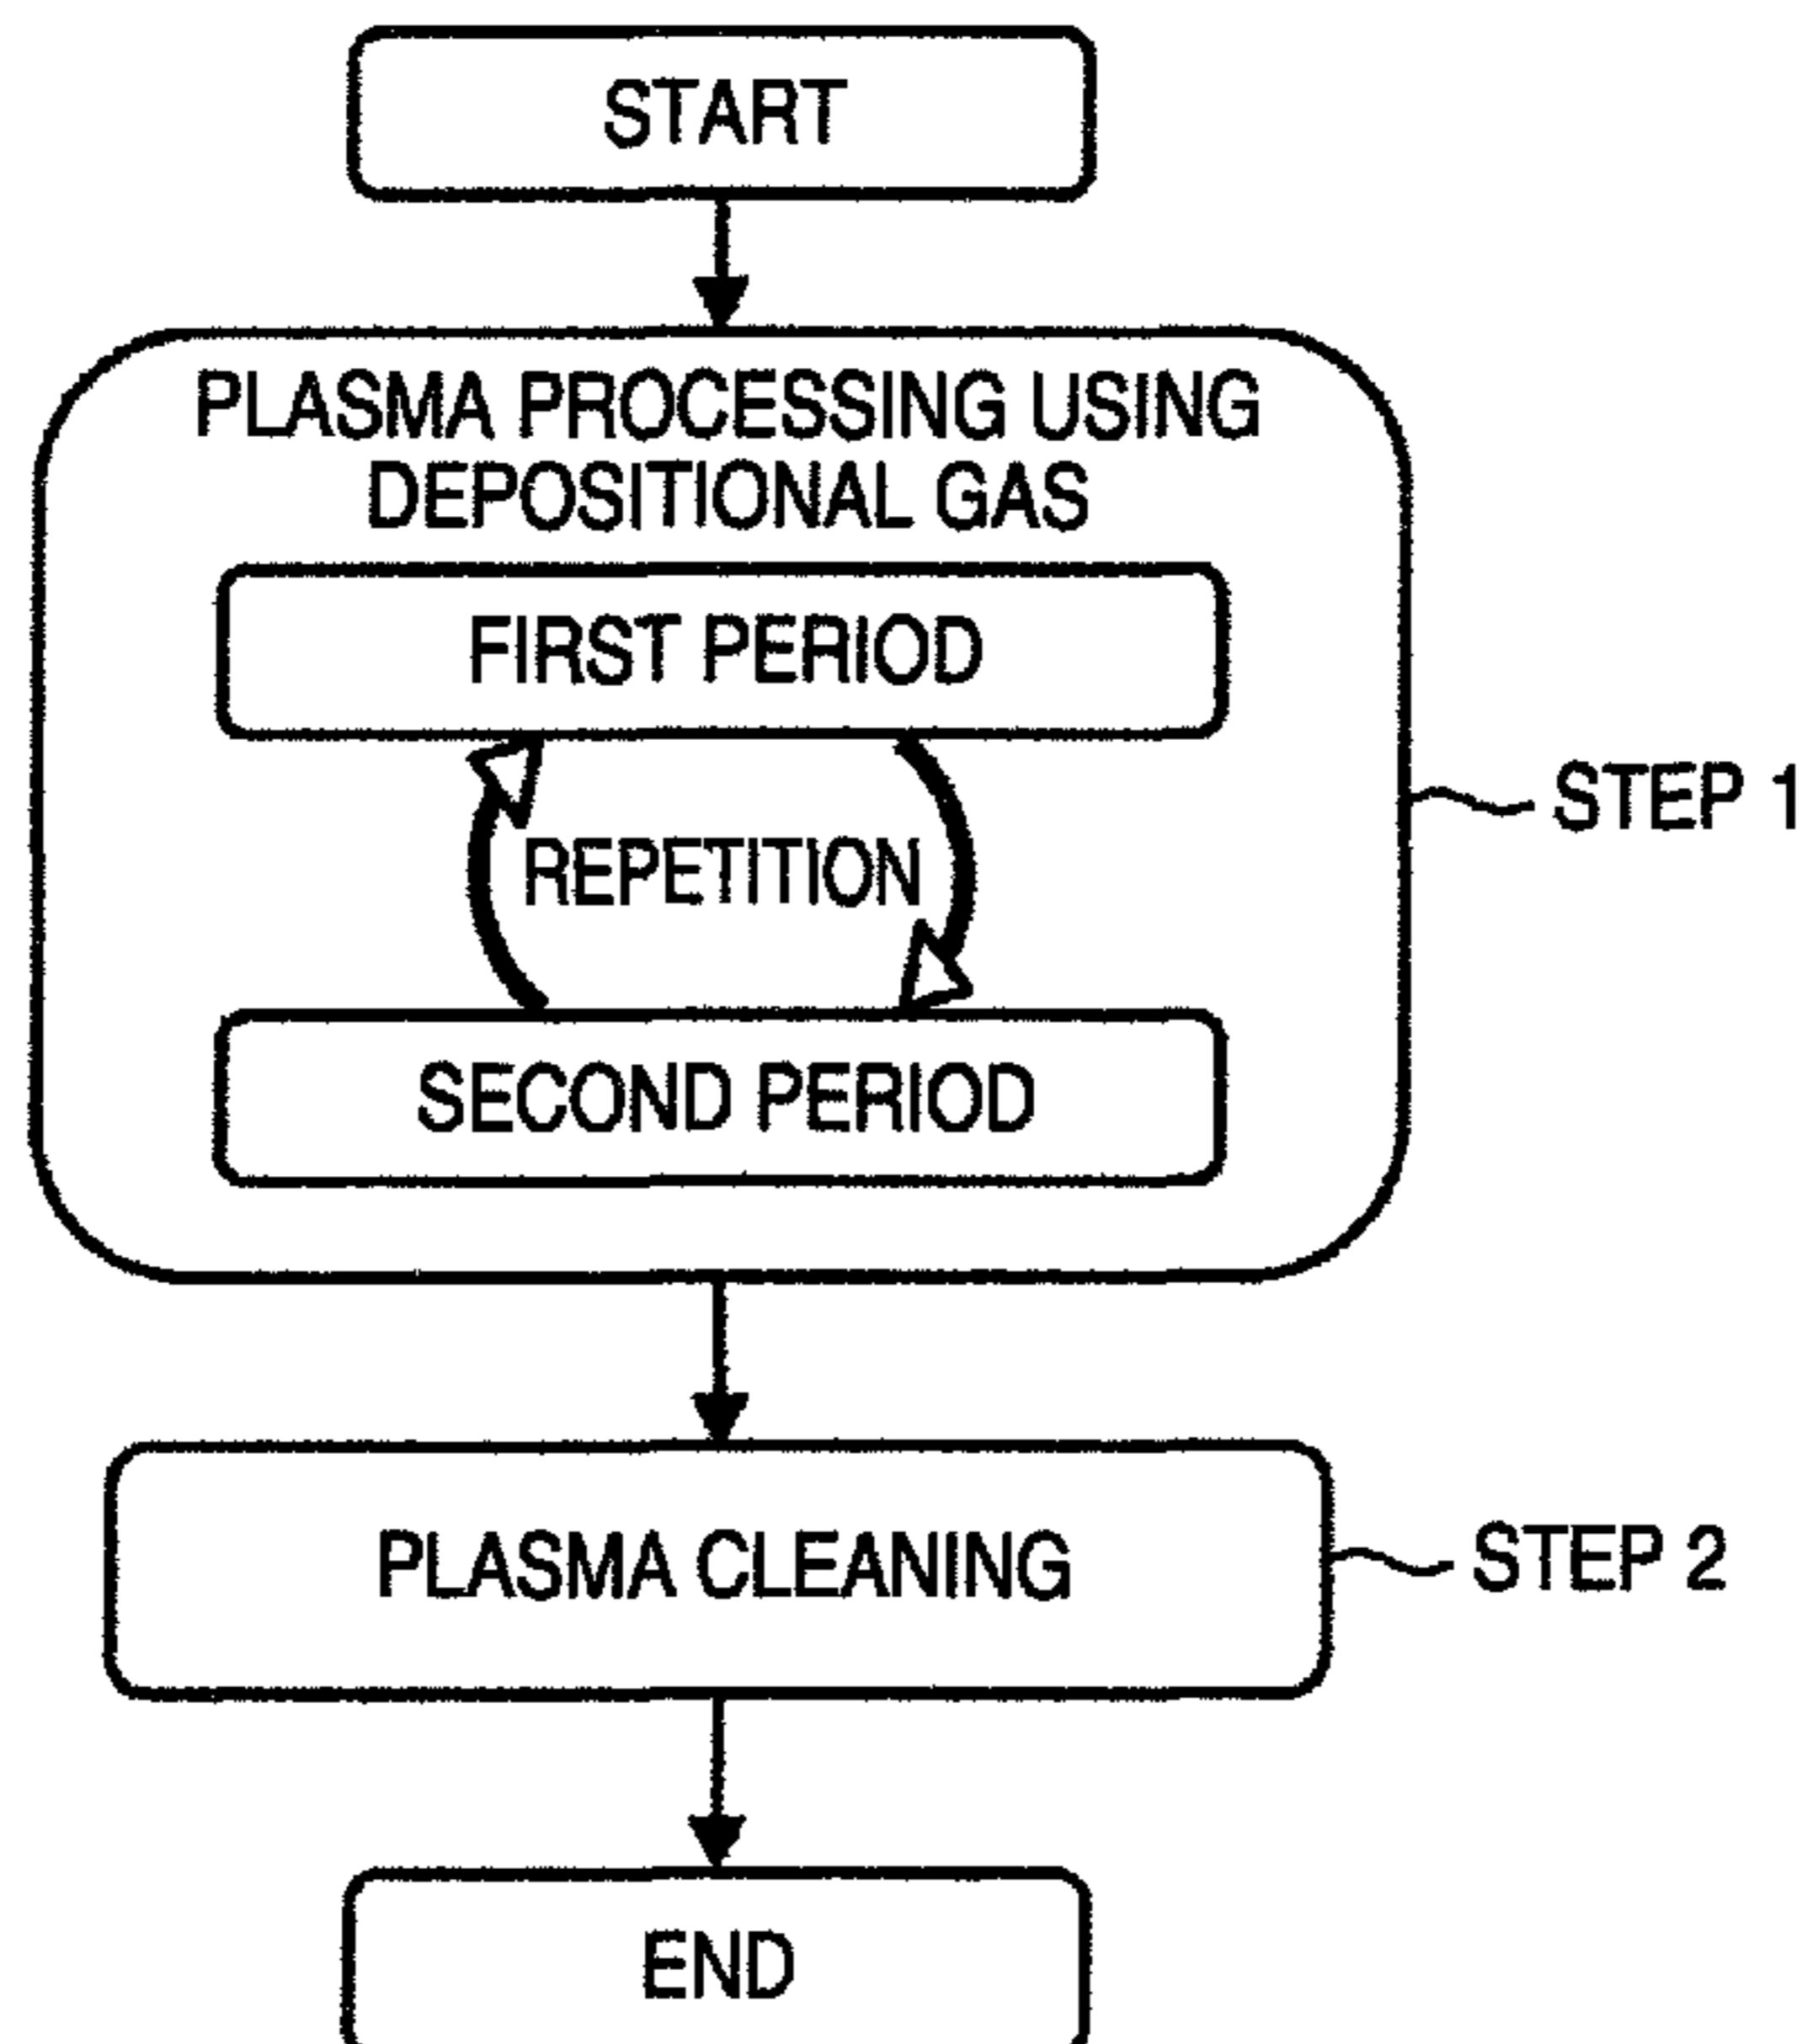 START
PLASMA PROCESSING USING
DEPOSITIONAL GAS
FIRST PERIOD
STEP 1
REPETITION
SECOND PERIOD
PLASMA CLEANING
STEP 2
END